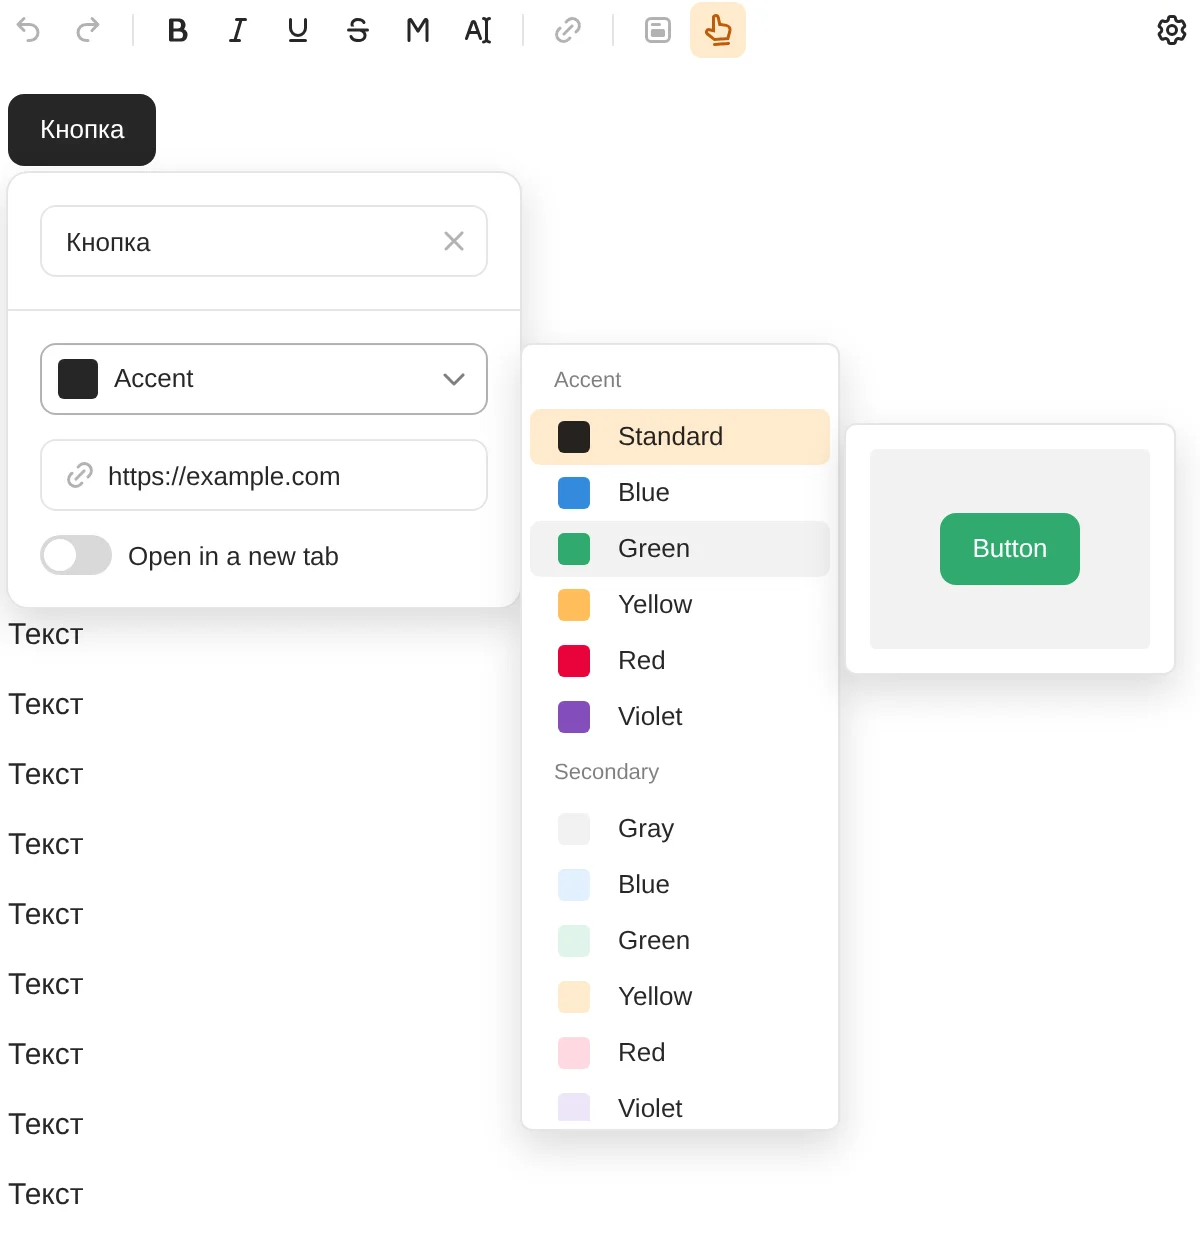 B I U S M A
Кнопка
Кнопка
Accent
https://example.com
Open in a new tab
Accent
Standard
Blue
Green
Yellow
Red
Violet
Secondary
Gray
Blue
Green
Yellow
Red
Violet
Button
Текст
Текст
Текст
Текст
Текст
Текст
Текст
Текст
Текст